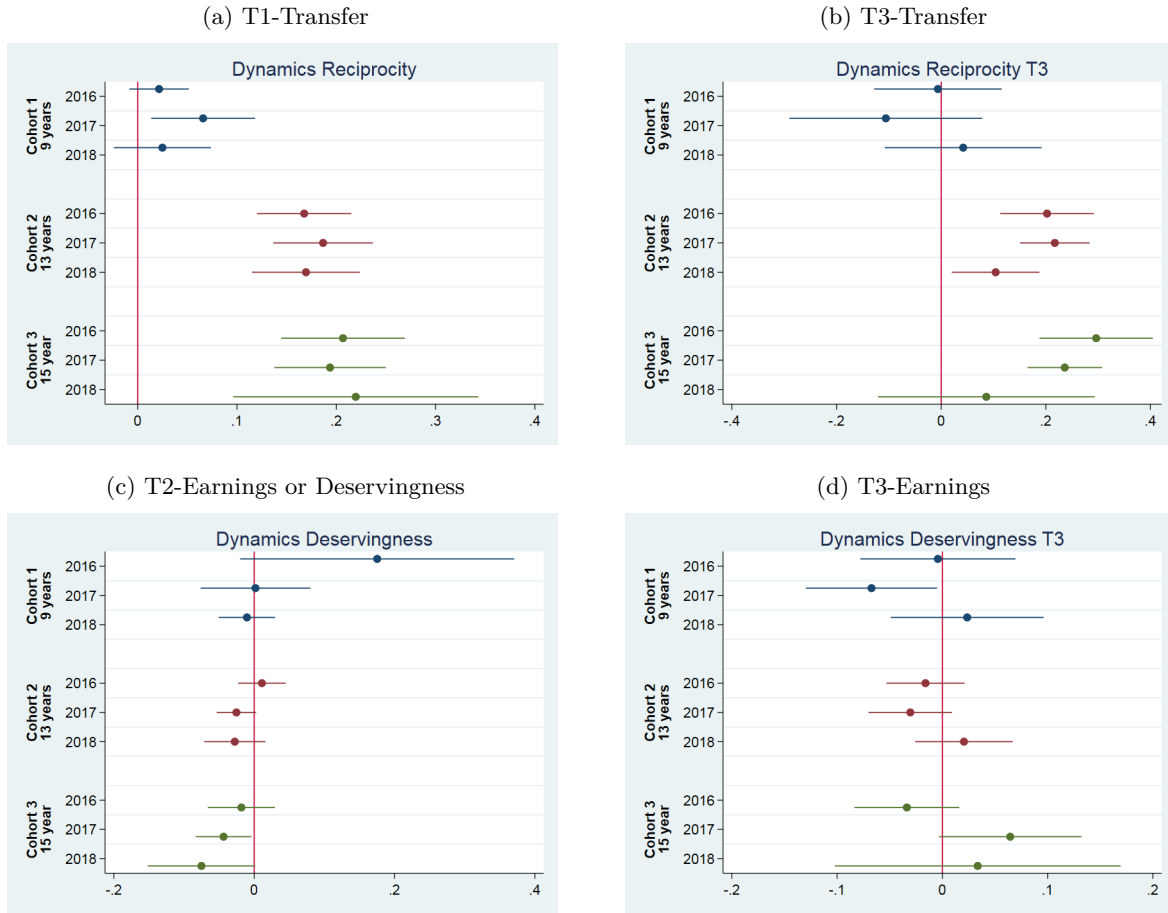 (a) T1-Transfer
Dynamics Reciprocity
Cohort 1
9 years
2016
2017
2018
Cohort 2
13 years
2016
2017
2018
Cohort 3
15 year
2016
2017
2018
0 .1 .2 .3 .4
(b) T3-Transfer
Dynamics Reciprocity T3
Cohort 1
9 years
2016
2017
2018
Cohort 2
13 years
2016
2017
2018
Cohort 3
15 year
2016
2017
2018
-.4 -.2 0 .2 .4
(c) T2-Earnings or Deservingness
Dynamics Deservingness
Cohort 1
9 years
2016
2017
2018
Cohort 2
13 years
2016
2017
2018
Cohort 3
15 year
2016
2017
2018
-.2 0 .2 .4
(d) T3-Earnings
Dynamics Deservingness T3
Cohort 1
9 years
2016
2017
2018
Cohort 2
13 years
2016
2017
2018
Cohort 3
15 year
2016
2017
2018
-.2 -.1 0 .1 .2